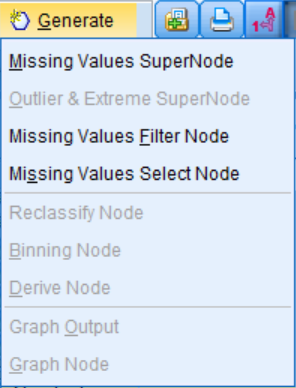 Generate
Missing Values SuperNode
Outlier & Extreme SuperNode
Missing Values Filter Node
Missing Values Select Node
Reclassify Node
Binning Node
Derive Node
Graph Output
Graph Node